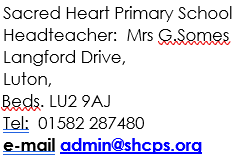 Sacred Heart Primary School
Headteacher:  Mrs G.Somes
Langford Drive,
Luton,
Beds. LU2 9AJ
Tel:  01582 287480
e-mail admin@shcps.org